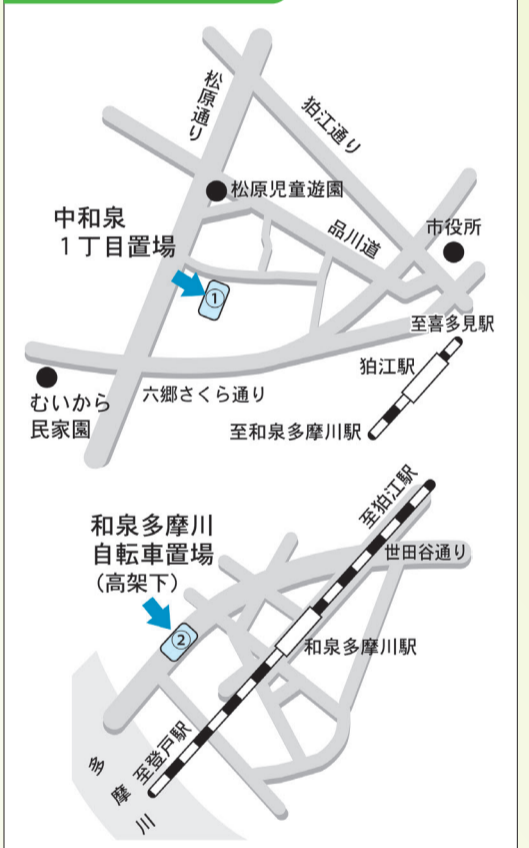 松原通り
狛江通り
松原児童遊園
中和泉
1丁目置場
品川道
市役所
①
至喜多見駅
狛江駅
六郷さくら通り
むいから
民家園
至和泉多摩川駅
至狛江駅
和泉多摩川
自転車置場
（高架下）
世田谷通り
②
和泉多摩川駅
至登戸駅
多摩川